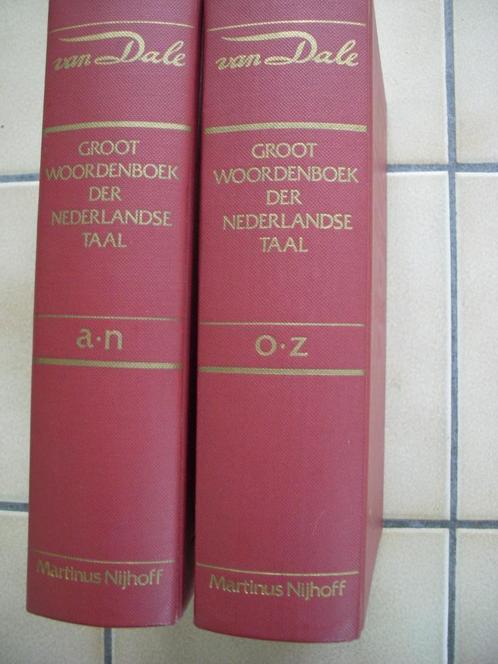 van Dale
GROOT
WOORDENBOEK
DER
NEDERLANDSE
TAAL
a·n
Martinus Nijhoff
van Dale
GROOT
WOORDENBOEK
DER
NEDERLANDSE
TAAL
o·z
Martinus Nijhoff